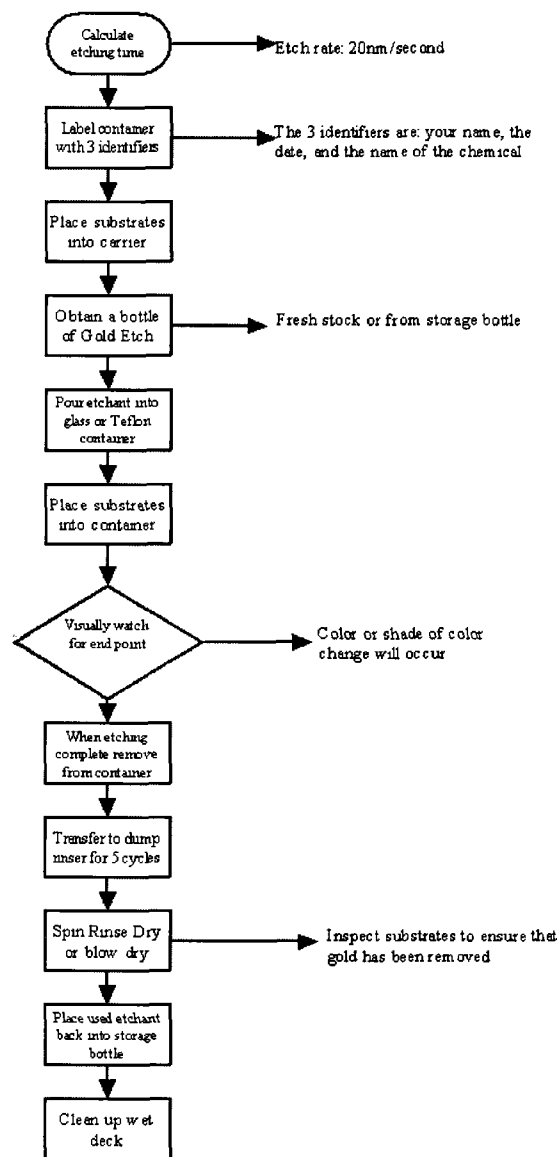 Calculate
etching time
Etch rate: 20nm/second
Label container
with 3 identifiers
The 3 identifiers are: your name, the
date, and the name of the chemical
Place substrates
into carrier
Obtain a bottle
of Gold Etch
Fresh stock or from storage bottle
Pour etchant into
glass or Teflon
container
Place substrates
into container
Visually watch
for end point
Color or shade of color
change will occur
When etching
complete remove
from container
Transfer to dump
rinser for 5 cycles
Spin Rinse Dry
or blow dry
Inspect substrates to ensure that
gold has been removed
Place used etchant
back into storage
bottle
Clean up wet
deck